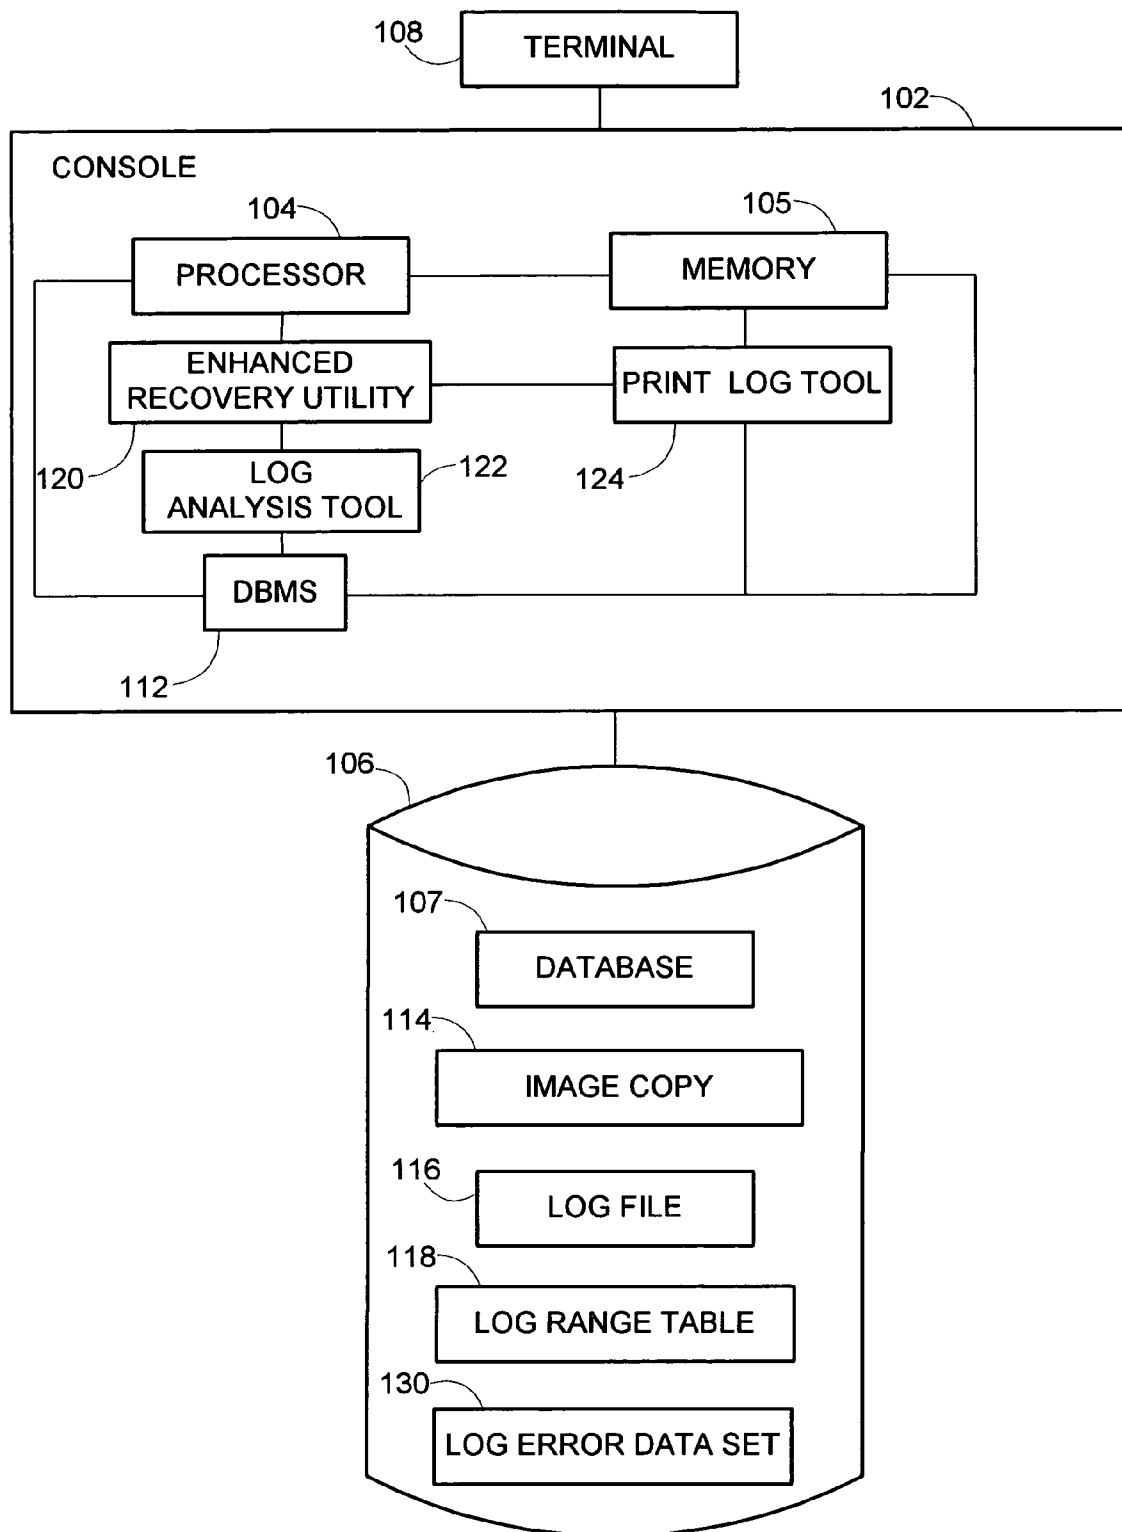 108
TERMINAL
102
CONSOLE
104
105
PROCESSOR
MEMORY
ENHANCED
RECOVERY UTILITY
PRINT LOG TOOL
120
LOG
ANALYSIS TOOL
122
124
DBMS
112
106
107
DATABASE
114
IMAGE COPY
116
LOG FILE
118
LOG RANGE TABLE
130
LOG ERROR DATA SET